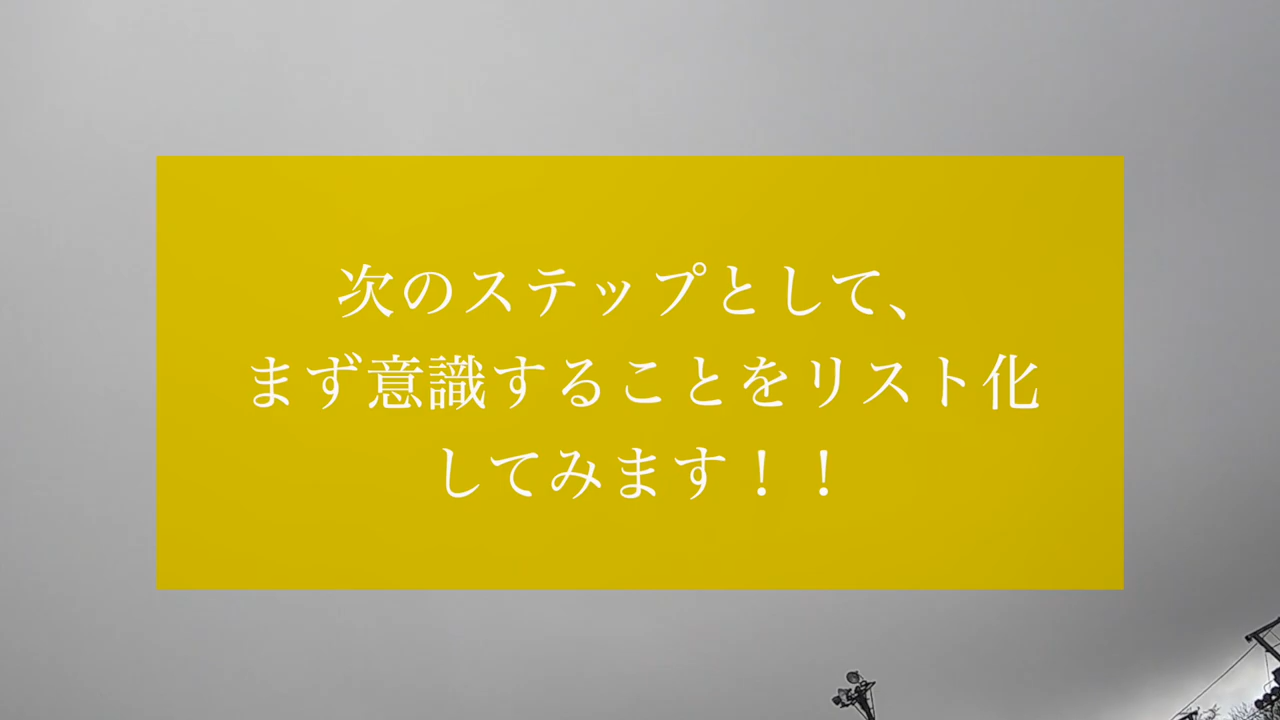 次のステップとして、
まず意識することをリスト化
してみます！！